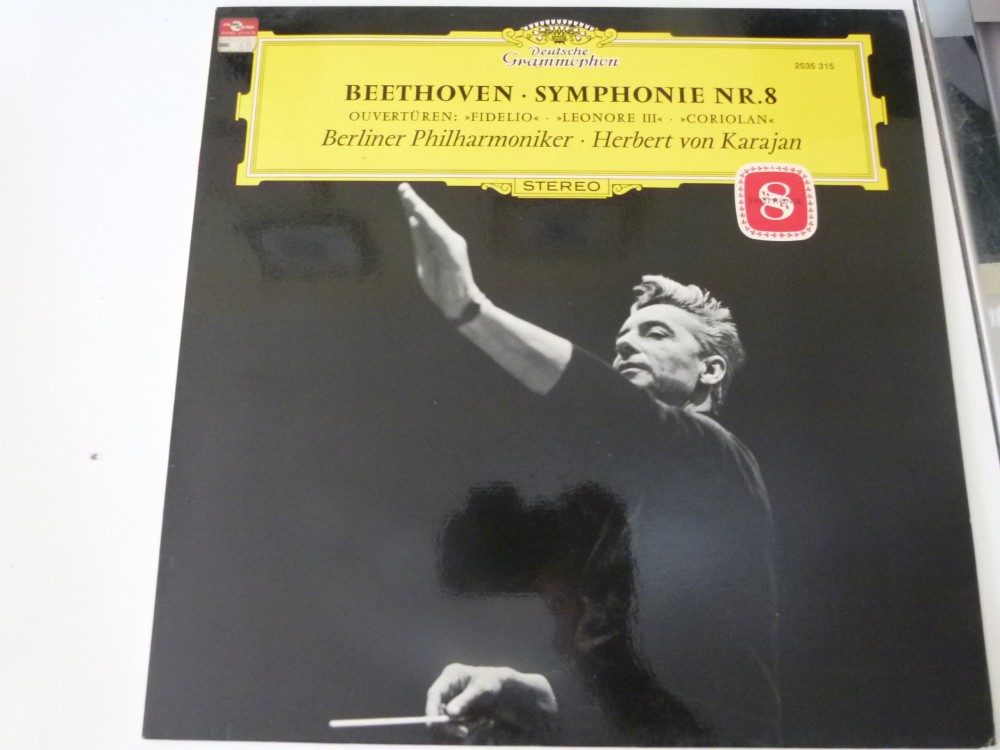 Deutsche
Grammophon
2535 315
BEETHOVEN · SYMPHONIE NR.8
OUVERTÜREN: »FIDELIO« · »LEONORE III« · »CORIOLAN«
Berliner Philharmoniker · Herbert von Karajan
STEREO
8